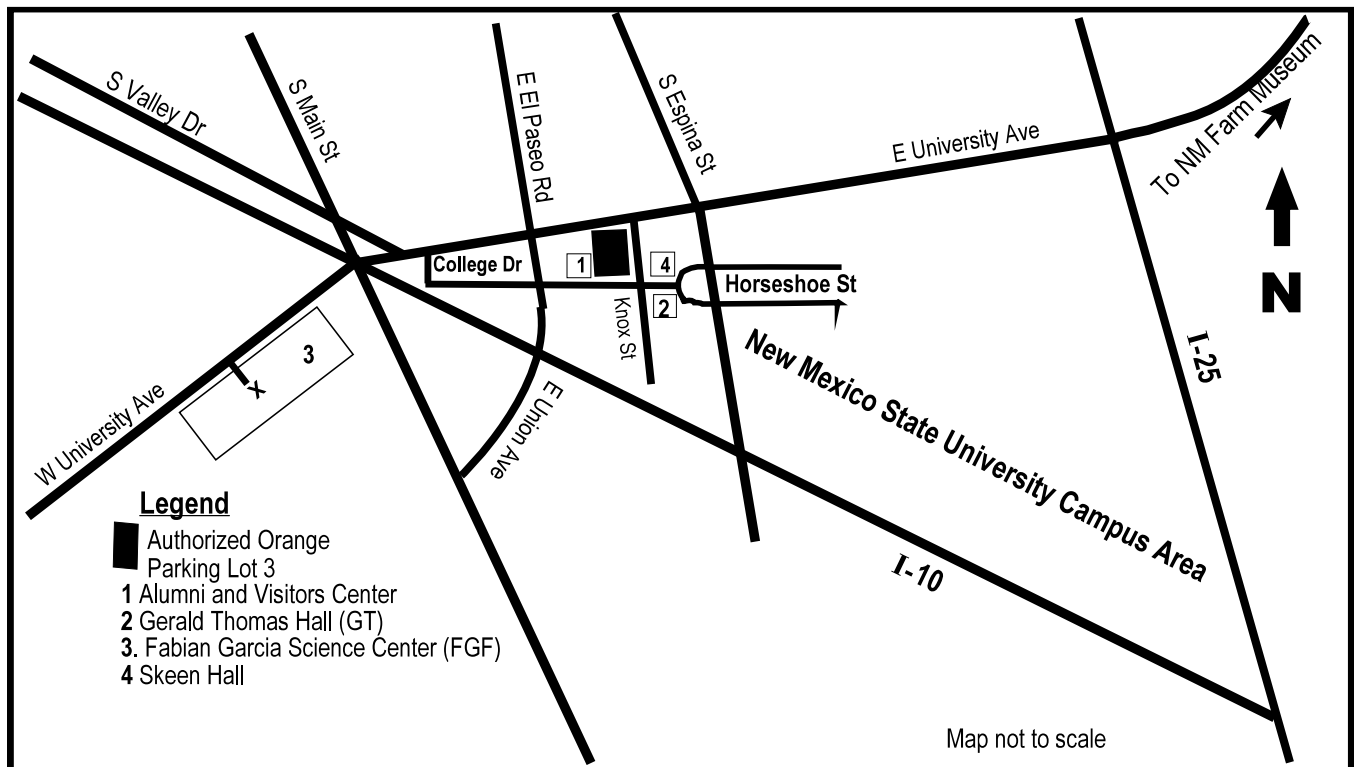 S Valley Dr
S Main St
E El Paseo Rd
S Espina St
E University Ave
To NM Farm Museum
N
College Dr
1
4
2
Horseshoe St
Knox St
3
X
W University Ave
E Union Ave
New Mexico State University Campus Area
I-25
I-10
Legend
Authorized Orange
Parking Lot 3
1 Alumni and Visitors Center
2 Gerald Thomas Hall (GT)
3. Fabian Garcia Science Center (FGF)
4 Skeen Hall
Map not to scale